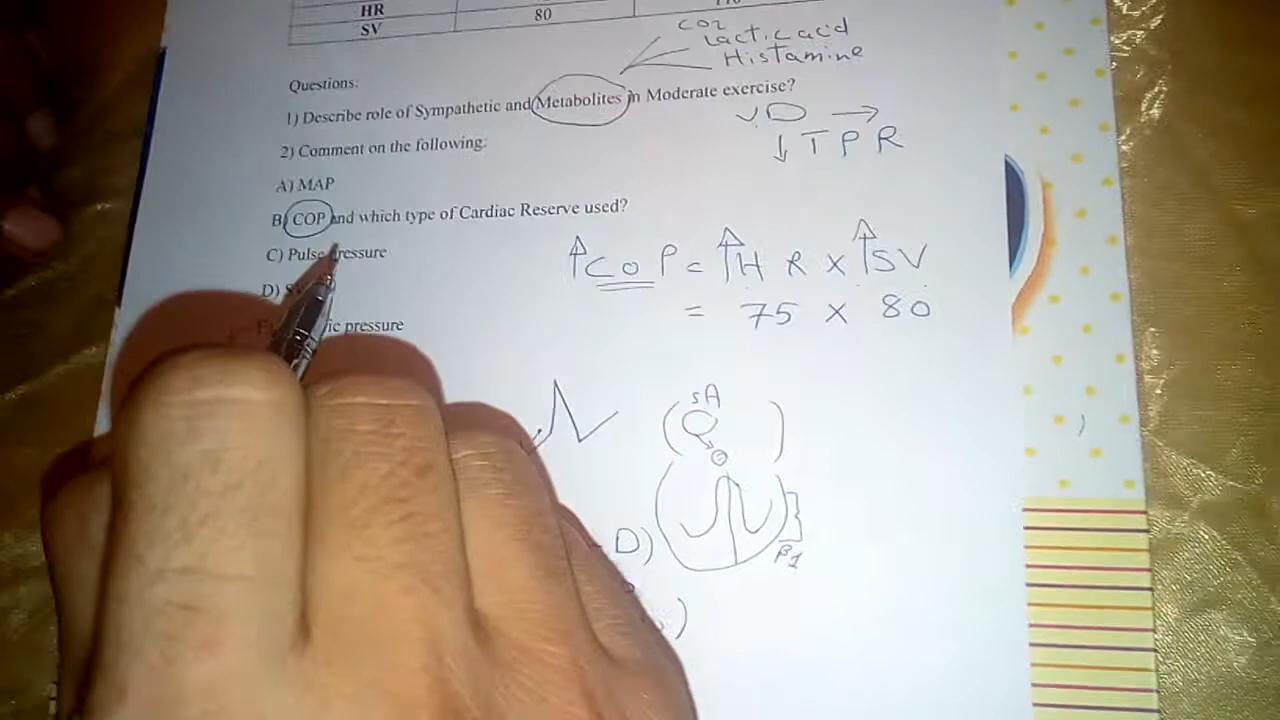 HR
80
SV
CO2
Lactic acid
Histamine
Questions:
1) Describe role of Sympathetic and Metabolites in Moderate exercise?
VD →
↓ TPR
2) Comment on the following:
A) MAP
B) COP and which type of Cardiac Reserve used?
C) Pulse pressure
↑COP = ↑HR x ↑SV
= 75 x 80
D)
ic pressure
SA
D)
β1